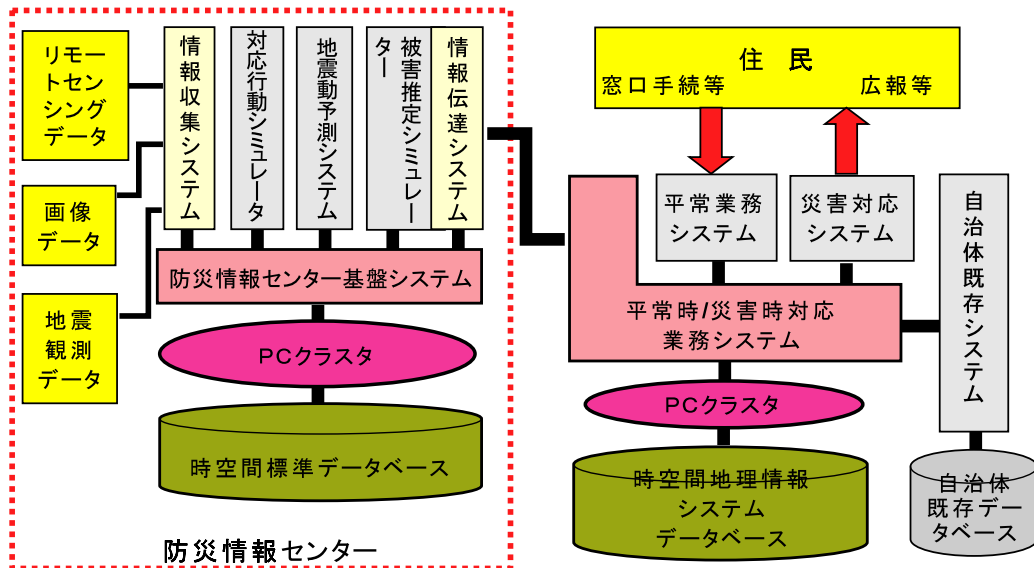 リモー
トセン
シング
データ
画像
データ
地震
観測
データ
情報収集システム
対応行動シミュレータ
地震動予測システム
被害推定シミュレー
ター
情報伝達システム
防災情報センター基盤システム
PCクラスタ
時空間標準データベース
防災情報センター
住 民
窓口手続等
広報等
平常業務
システム
災害対応
システム
平常時/災害時対応
業務システム
PCクラスタ
時空間地理情報
システム
データベース
自治体既存システム
自治体
既存デー
タベース